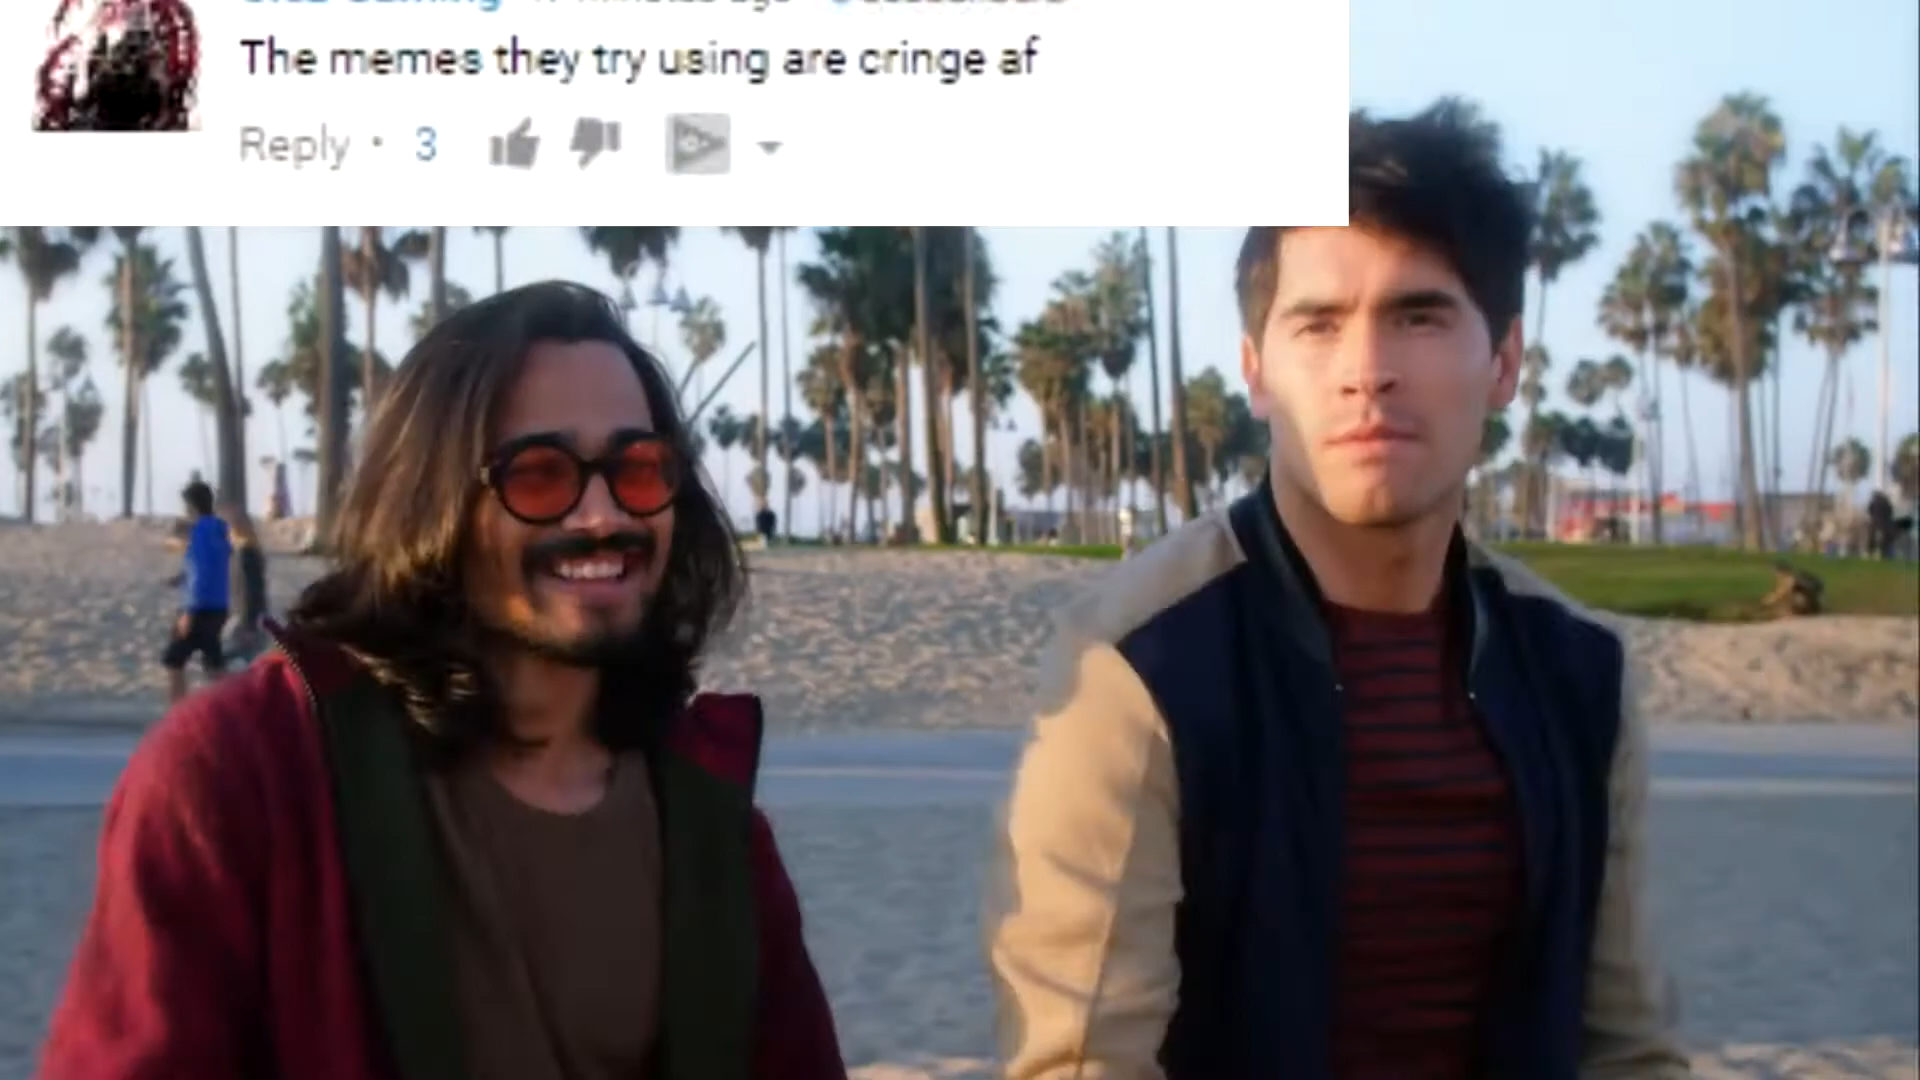 The memes they try using are cringe af
Reply • 3